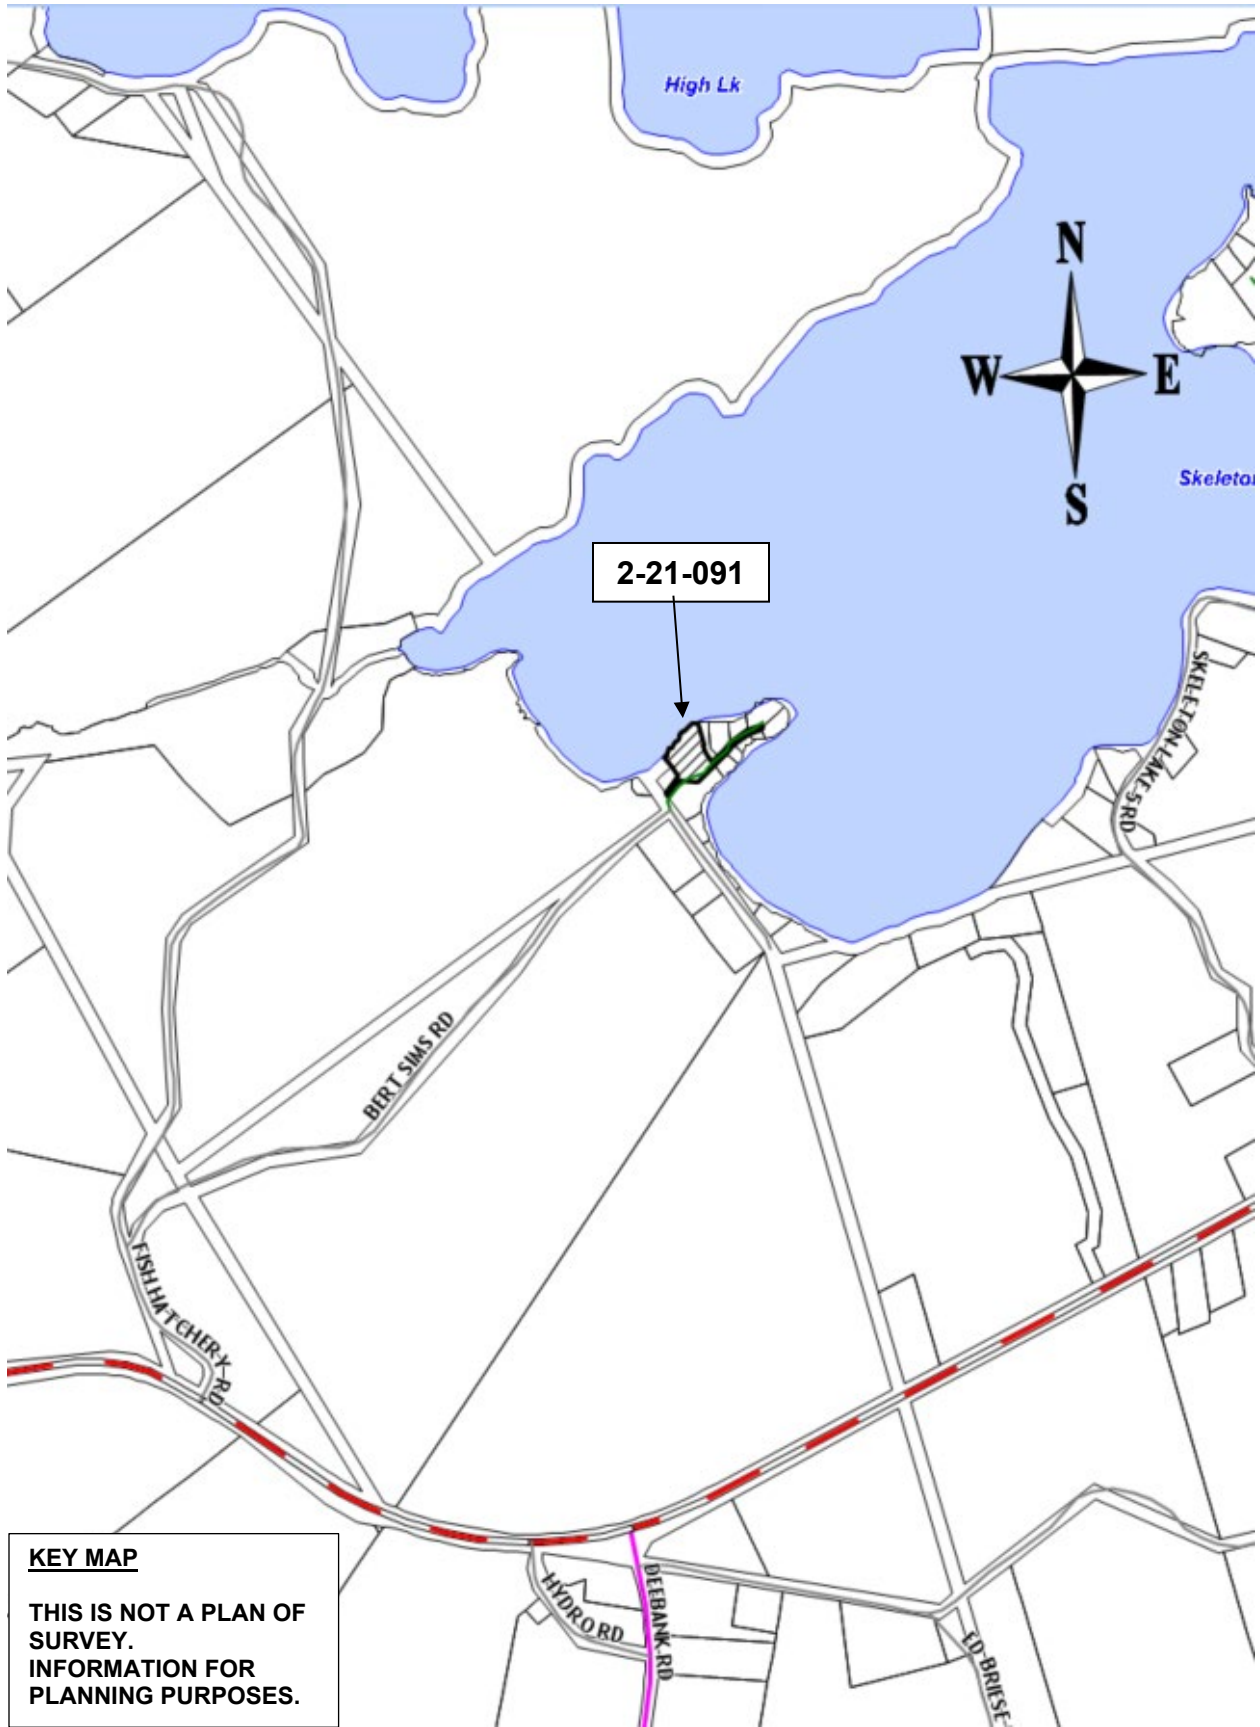 High Lk
N
W
E
S
Skeleton
2-21-091
SKELETON LAKE 5 RD
BERT SIMS RD
FISH HATCHERY RD
KEY MAP
THIS IS NOT A PLAN OF
SURVEY.
INFORMATION FOR
PLANNING PURPOSES.
HYDRO RD
DEEBANK RD
ED BRIESE